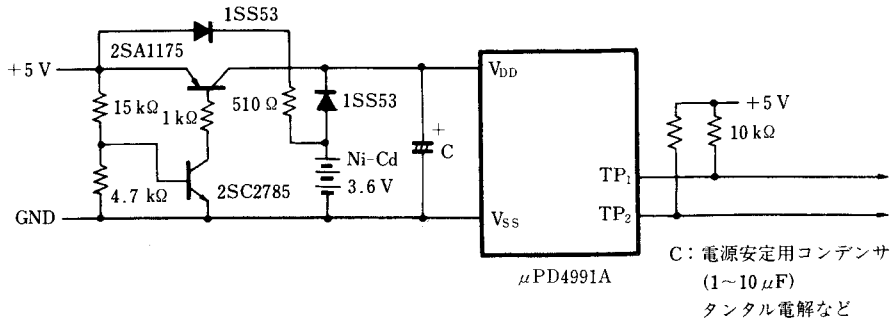 1SS53
2SA1175
+5 V
15 kΩ
1 kΩ
510 Ω
1SS53
+
C
Ni-Cd
3.6 V
4.7 kΩ
2SC2785
GND
VDD
VSS
TP1
TP2
μPD4991A
+5 V
10 kΩ
C：電源安定用コンデンサ
(1～10 μF)
タンタル電解など